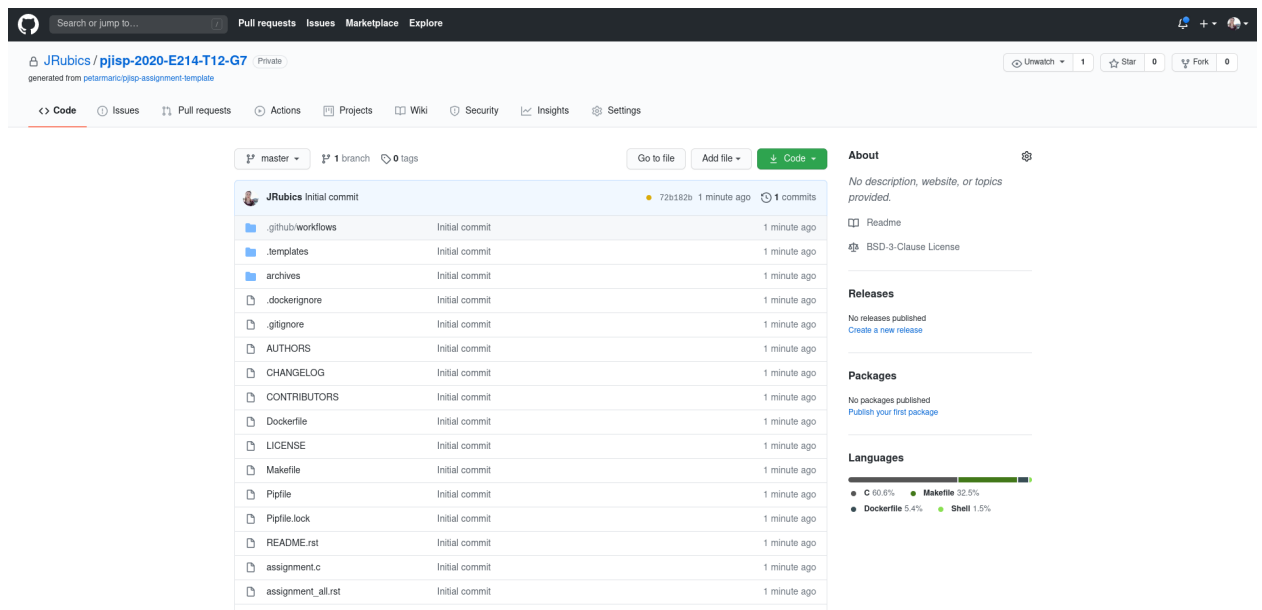 Search or jump to... / Pull requests Issues Marketplace Explore
JRubics / pjisp-2020-E214-T12-G7 Private Unwatch 1 Star 0 Fork 0
generated from petarmaric/pjisp-assignment-template
Code Issues Pull requests Actions Projects Wiki Security Insights Settings
master 1 branch 0 tags Go to file Add file Code
JRubics Initial commit 72b182b 1 minute ago 1 commits
.github/workflows Initial commit 1 minute ago
.templates Initial commit 1 minute ago
archives Initial commit 1 minute ago
.dockerignore Initial commit 1 minute ago
.gitignore Initial commit 1 minute ago
AUTHORS Initial commit 1 minute ago
CHANGELOG Initial commit 1 minute ago
CONTRIBUTORS Initial commit 1 minute ago
Dockerfile Initial commit 1 minute ago
LICENSE Initial commit 1 minute ago
Makefile Initial commit 1 minute ago
Pipfile Initial commit 1 minute ago
Pipfile.lock Initial commit 1 minute ago
README.rst Initial commit 1 minute ago
assignment.c Initial commit 1 minute ago
assignment_all.rst Initial commit 1 minute ago
About
No description, website, or topics
provided.
Readme
BSD-3-Clause License
Releases
No releases published
Create a new release
Packages
No packages published
Publish your first package
Languages
C 60.6% Makefile 32.5%
Dockerfile 5.4% Shell 1.5%